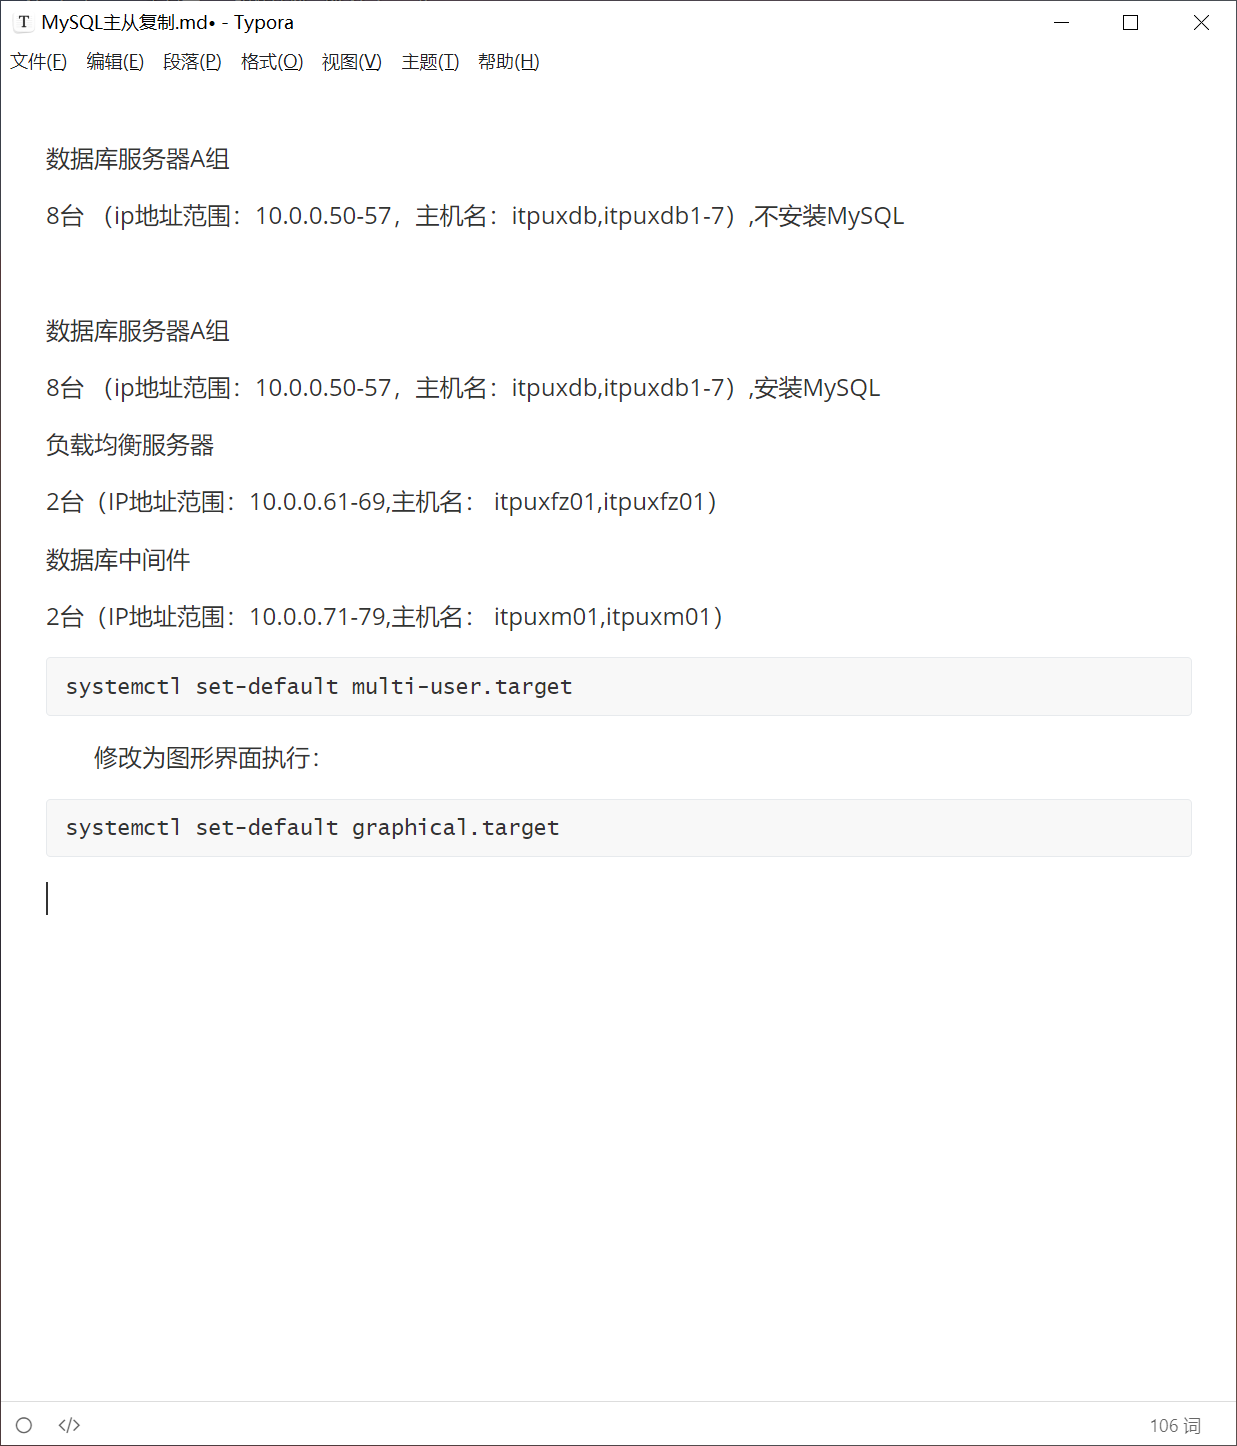 MySQL主从复制.md• - Typora
文件(F) 编辑(E) 段落(P) 格式(O) 视图(V) 主题(T) 帮助(H)
数据库服务器A组
8台 （ip地址范围：10.0.0.50-57，主机名：itpuxdb,itpuxdb1-7）,不安装MySQL
数据库服务器A组
8台 （ip地址范围：10.0.0.50-57，主机名：itpuxdb,itpuxdb1-7）,安装MySQL
负载均衡服务器
2台（IP地址范围：10.0.0.61-69,主机名： itpuxfz01,itpuxfz01）
数据库中间件
2台（IP地址范围：10.0.0.71-79,主机名： itpuxm01,itpuxm01）
systemctl set-default multi-user.target
修改为图形界面执行：
systemctl set-default graphical.target
106 词